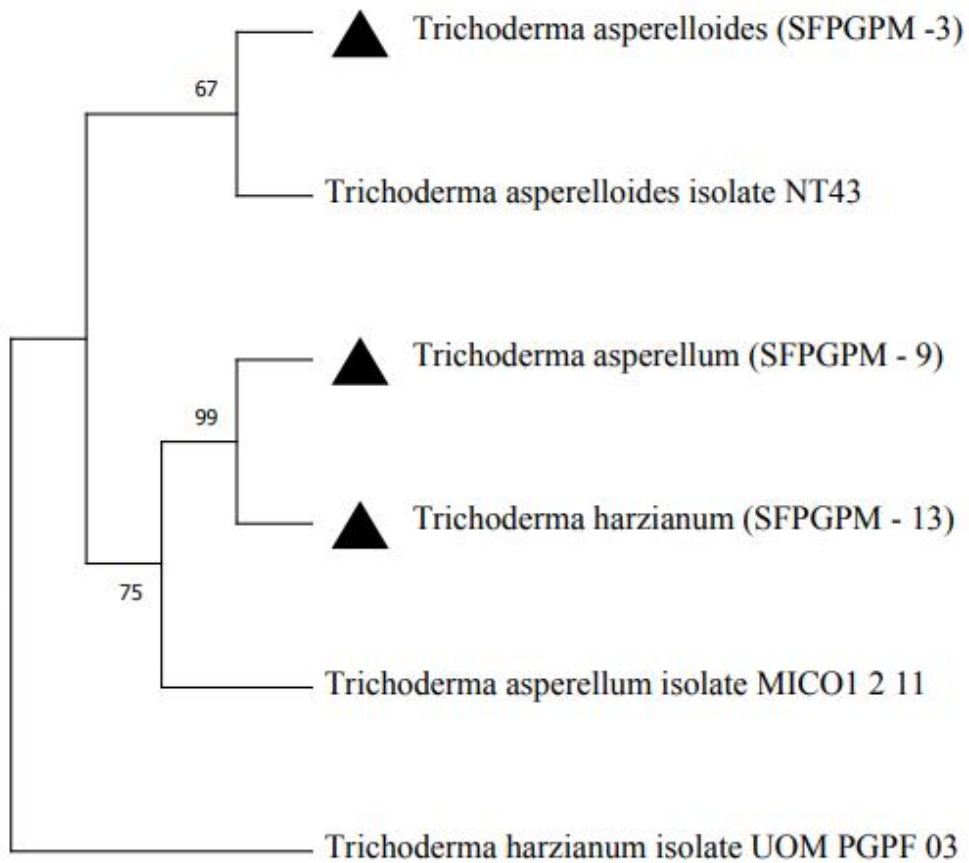 Trichoderma asperelloides (SFPGPM -3)
67
Trichoderma asperelloides isolate NT43
Trichoderma asperellum (SFPGPM - 9)
99
Trichoderma harzianum (SFPGPM - 13)
75
Trichoderma asperellum isolate MICO1 2 11
Trichoderma harzianum isolate UOM PGPF 03